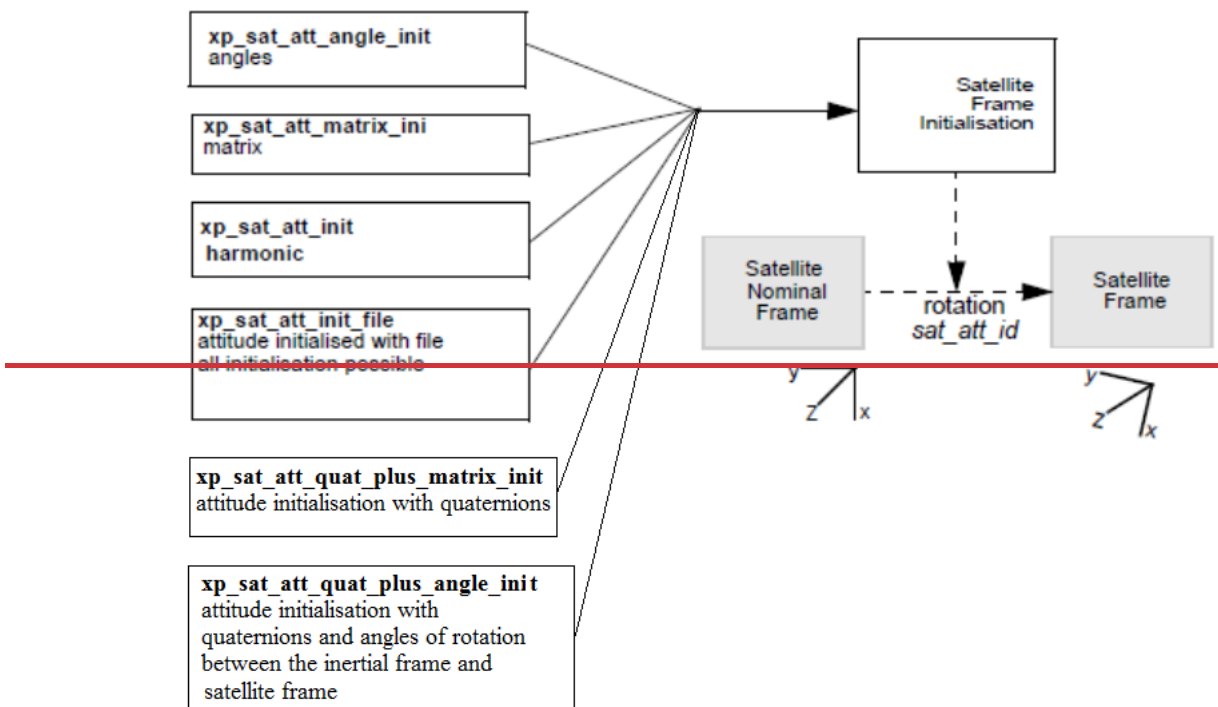 xp_sat_att_angle_init
angles
xp_sat_att_matrix_ini
matrix
xp_sat_att_init
harmonic
xp_sat_att_init_file
attitude initialised with file
all initialisation possible
xp_sat_att_quat_plus_matrix_init
attitude initialisation with quaternions
xp_sat_att_quat_plus_angle_init
attitude initialisation with
quaternions and angles of rotation
between the inertial frame and
satellite frame
Satellite
Frame
Initialisation
Satellite
Nominal
Frame
rotation
sat_att_id
Satellite
Frame
y
Z
x
y
z
x